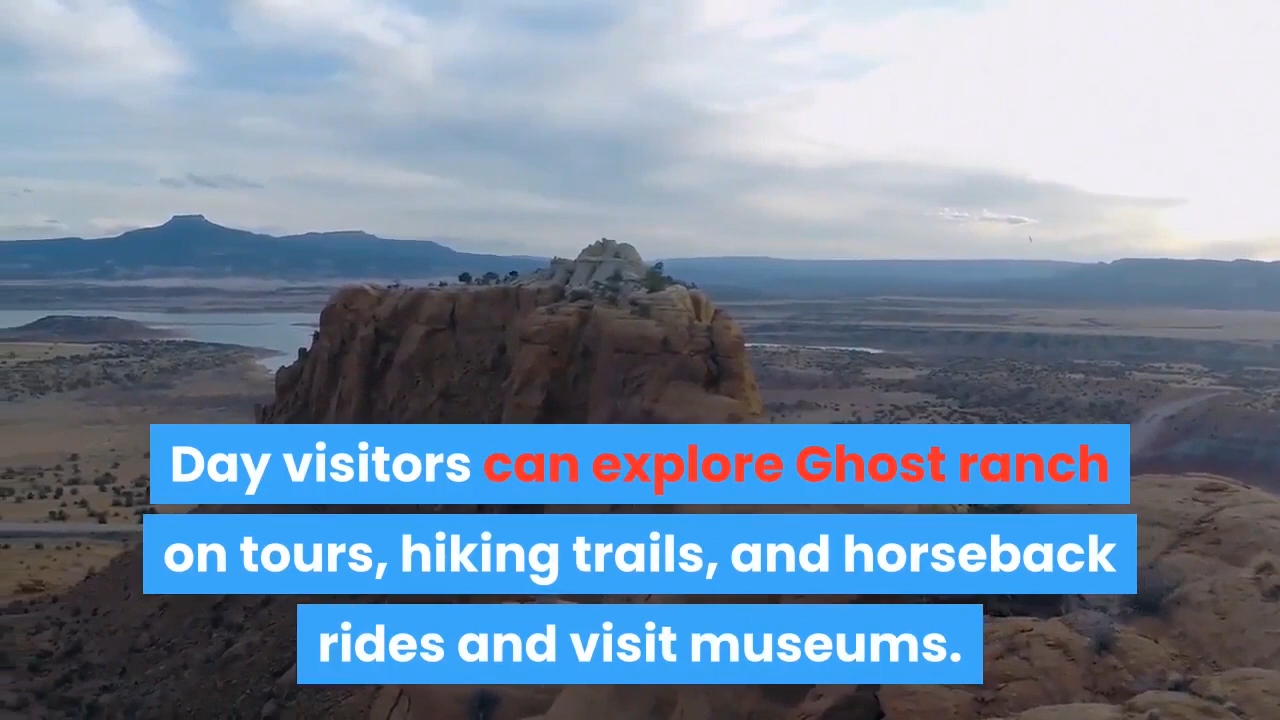 Day visitors can explore Ghost ranch
on tours, hiking trails, and horseback
rides and visit museums.